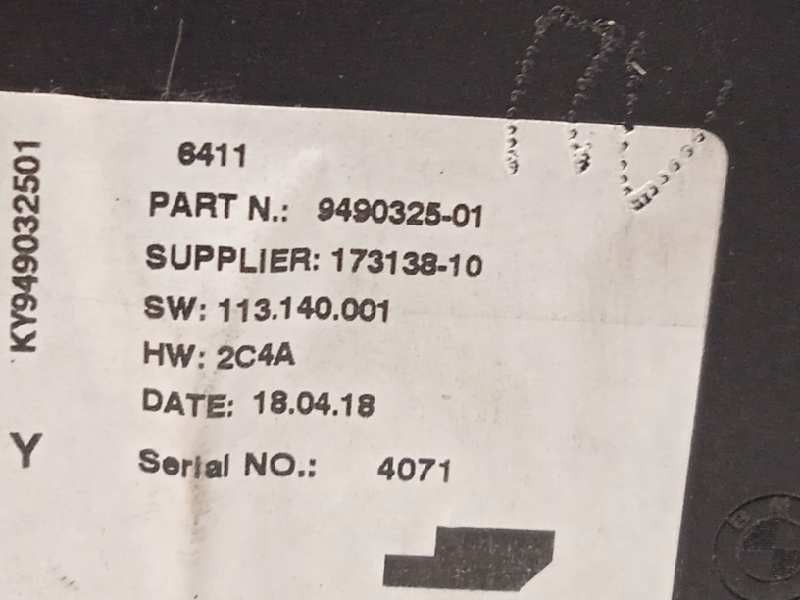 6411
PART N.: 9490325-01
SUPPLIER: 173138-10
SW: 113.140.001
HW: 2C4A
DATE: 18.04.18
Serial NO.: 4071
KY949032501
Y